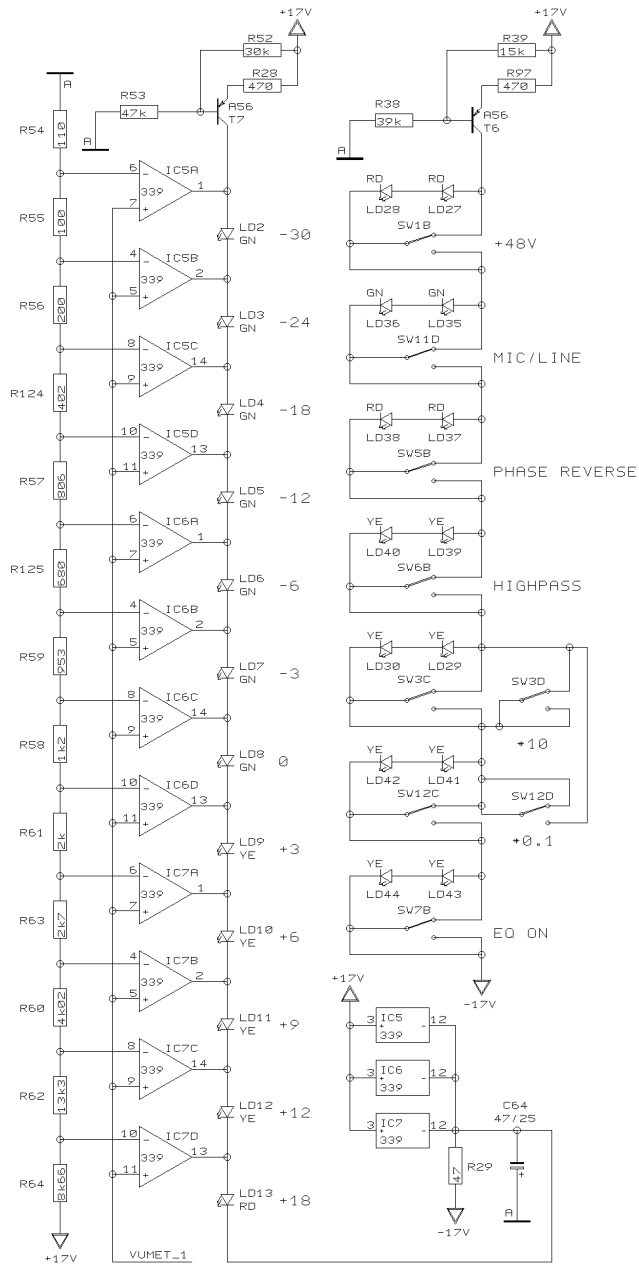 +17V
+17V
R52
30k
R39
15k
R28
470
R97
470
A
R53
47k
A56
T7
R38
39k
A56
T6
R54
110
A
A
6
-
IC5A
339
1
7
+
RD
LD28
RD
LD27
SW1B
+48V
R55
100
LD2
GN
-30
4
-
IC5B
339
2
5
+
R56
200
LD3
GN
-24
GN
LD36
GN
LD35
SW11D
MIC/LINE
8
-
IC5C
339
14
9
+
R124
402
LD4
GN
-18
RD
LD38
RD
LD37
SW5B
PHASE REVERSE
10
-
IC5D
339
13
11
+
R57
806
LD5
GN
-12
6
-
IC6A
339
1
7
+
YE
LD40
YE
LD39
SW6B
HIGHPASS
R125
680
LD6
GN
-6
4
-
IC6B
339
2
5
+
R59
953
LD7
GN
-3
YE
LD30
YE
LD29
SW3C
SW3D
+10
8
-
IC6C
339
14
9
+
R58
1k2
LD8
GN
0
YE
LD42
YE
LD41
SW12C
SW12D
+0.1
10
-
IC6D
339
13
11
+
R61
2k
LD9
YE
+3
6
-
IC7A
339
1
7
+
YE
LD44
YE
LD43
SW7B
EQ ON
R63
2k7
LD10
YE
+6
-17V
4
-
IC7B
339
2
5
+
R60
4k02
LD11
YE
+9
+17V
3
+
IC5
339
-
12
8
-
IC7C
339
14
9
+
3
+
IC6
339
-
12
R62
13k3
LD12
YE
+12
3
+
IC7
339
-
12
C64
47/25
+
A
10
-
IC7D
339
13
11
+
R64
8k66
LD13
RD
+18
R29
47
-17V
+17V
VUMET_1